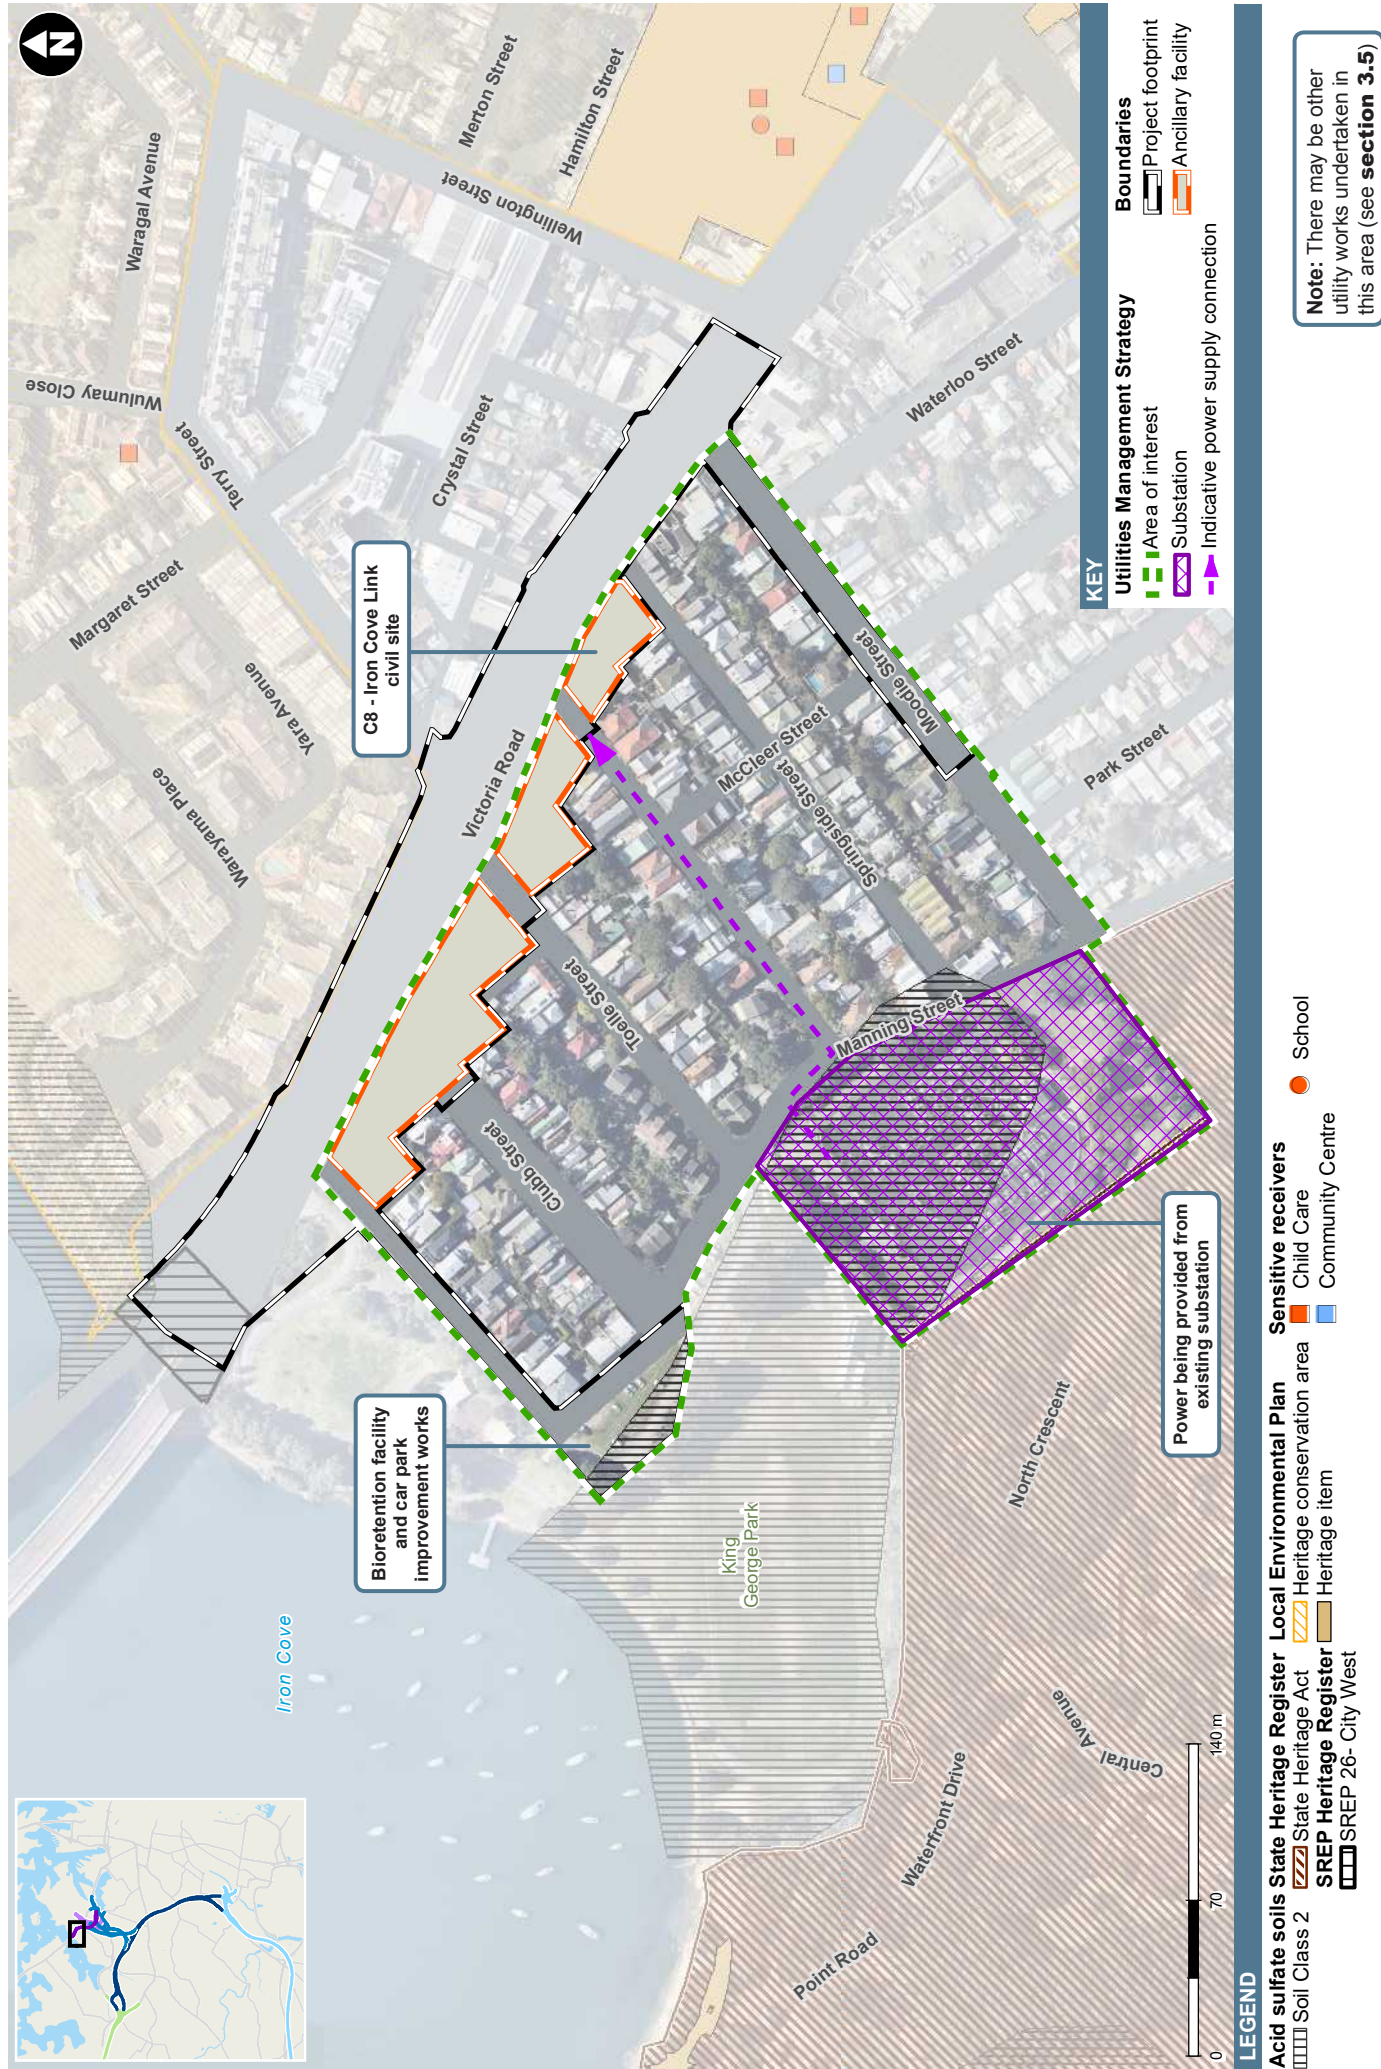 N
Waragal Avenue
Merton Street
Hamilton Street
Wellington Street
Wulumay Close
Terry Street
Crystal Street
Margaret Street
Yara Avenue
Warayama Place
Victoria Road
C8 - Iron Cove Link
civil site
Waterloo Street
Moodie Street
McCleer Street
Springside Street
Park Street
Toelle Street
Clubb Street
Manning Street
Bioretention facility
and car park
improvement works
Iron Cove
King
George Park
Power being provided from
existing substation
North Crescent
Central Avenue
Waterfront Drive
Point Road
0 70 140 m
KEY
Utilities Management Strategy
Area of interest
Substation
Indicative power supply connection
Boundaries
Project footprint
Ancillary facility
LEGEND
Acid sulfate soils
Soil Class 2
State Heritage Register
State Heritage Act
SREP Heritage Register
SREP 26- City West
Local Environmental Plan
Heritage conservation area
Heritage item
Sensitive receivers
Child Care
Community Centre
School
Note: There may be other
utility works undertaken in
this area (see section 3.5)